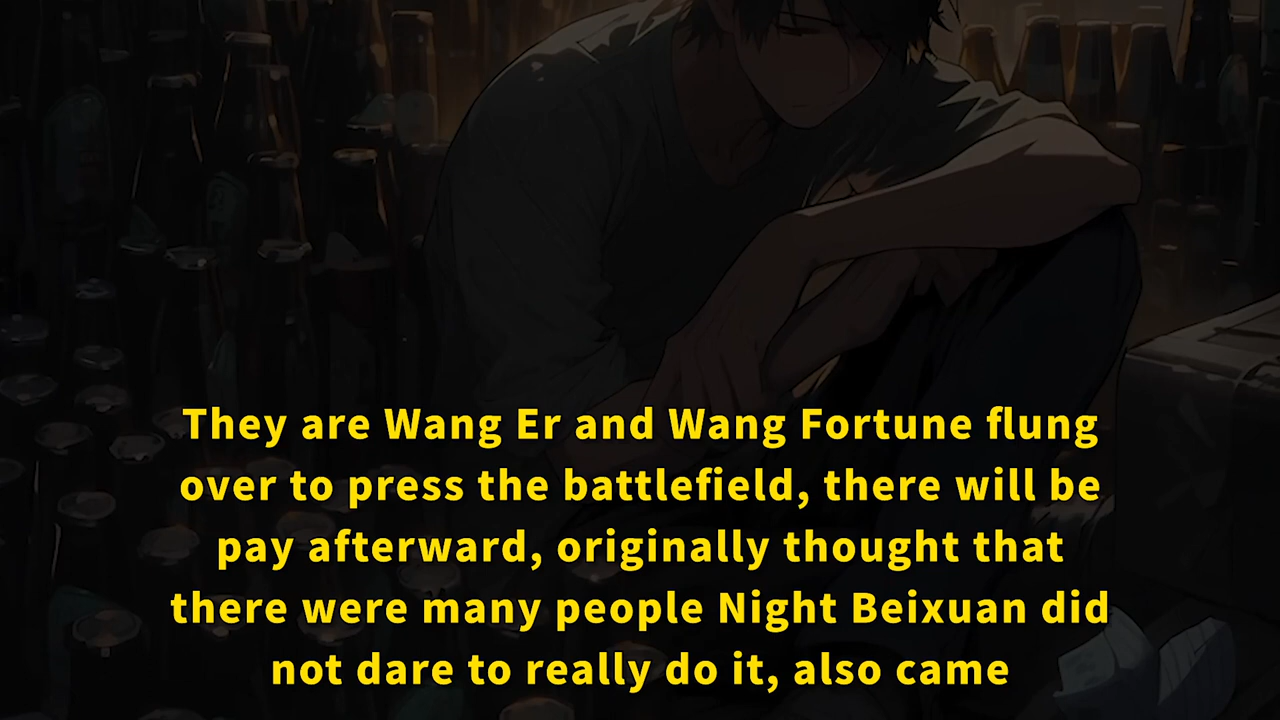 They are Wang Er and Wang Fortune flung
over to press the battlefield, there will be
pay afterward, originally thought that
there were many people Night Beixuan did
not dare to really do it, also came